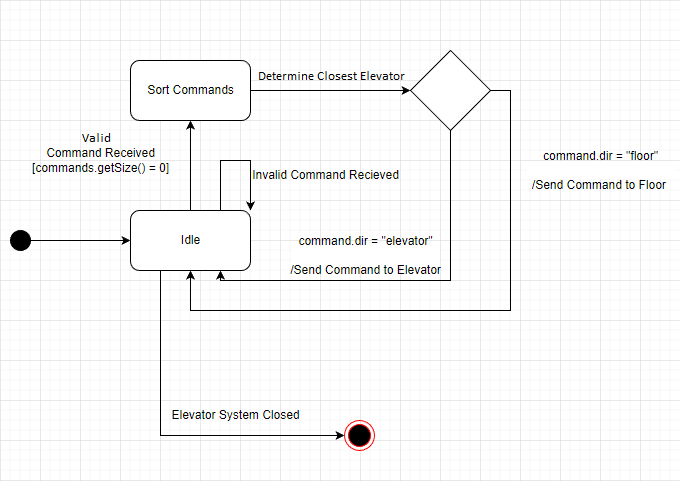 Sort Commands
Determine Closest Elevator
Valid
Command Received
[commands.getSize() = 0]
Invalid Command Recieved
command.dir = "floor"
/Send Command to Floor
Idle
command.dir = "elevator"
/Send Command to Elevator
Elevator System Closed